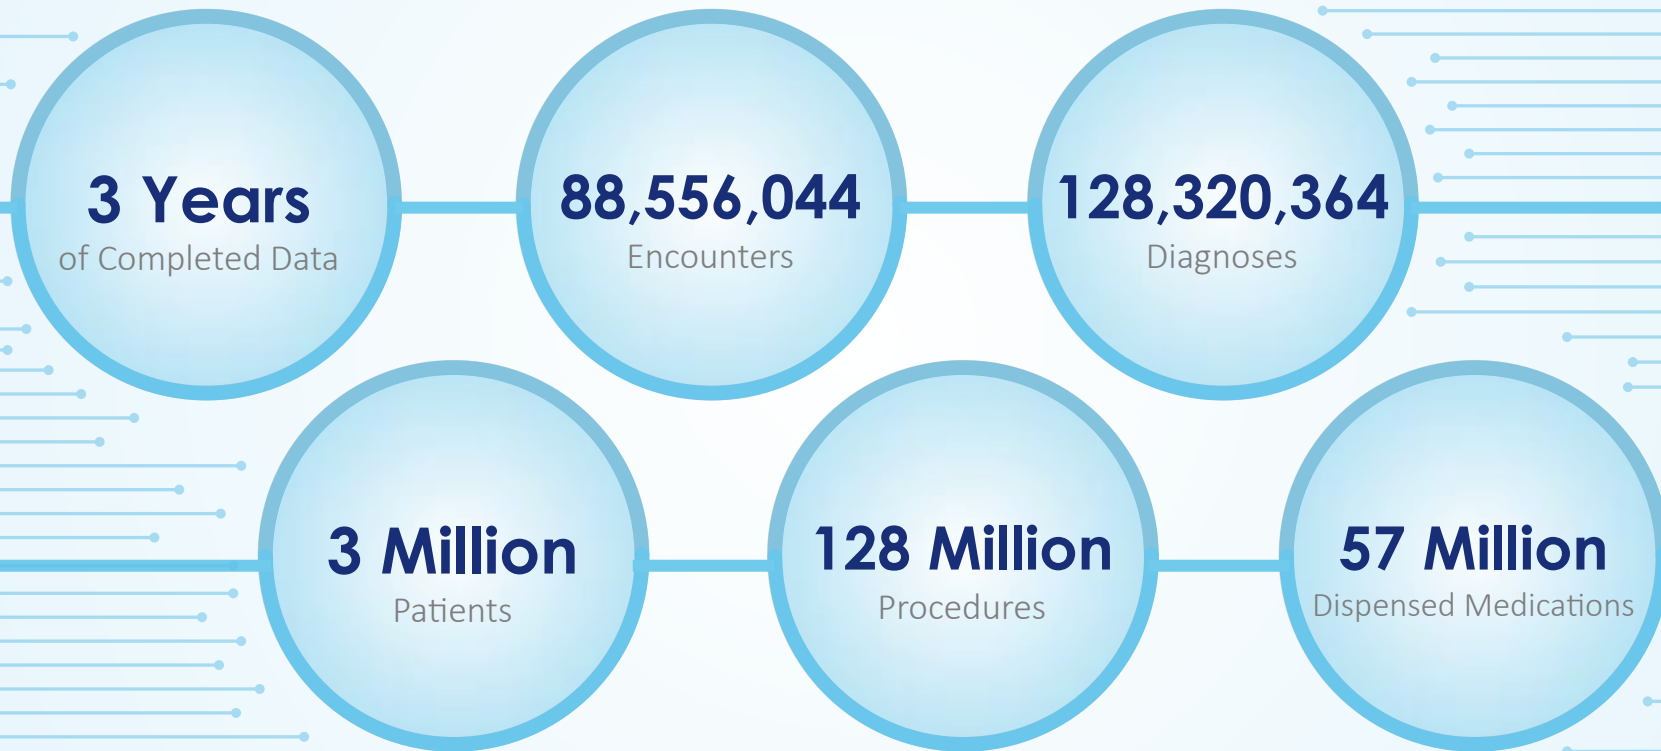 3 Years
of Completed Data
88,556,044
Encounters
128,320,364
Diagnoses
3 Million
Patients
128 Million
Procedures
57 Million
Dispensed Medications